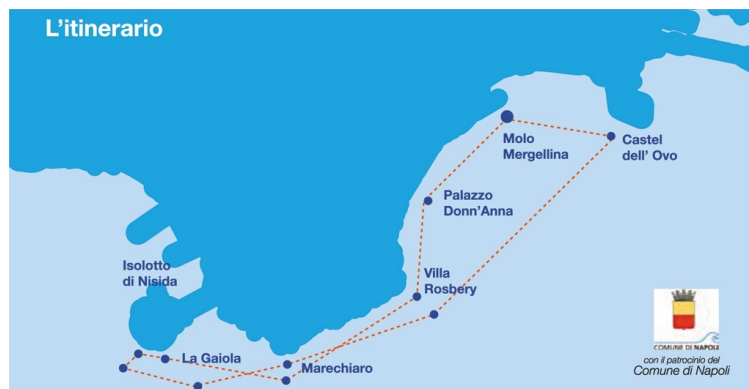 L'itinerario
Molo
Mergellina
Castel
dell' Ovo
Palazzo
Donn'Anna
Isolotto
di Nisida
Villa
Rosbery
La Gaiola
Marechiaro
COMUNE DI NAPOLI
con il patrocinio del
Comune di Napoli